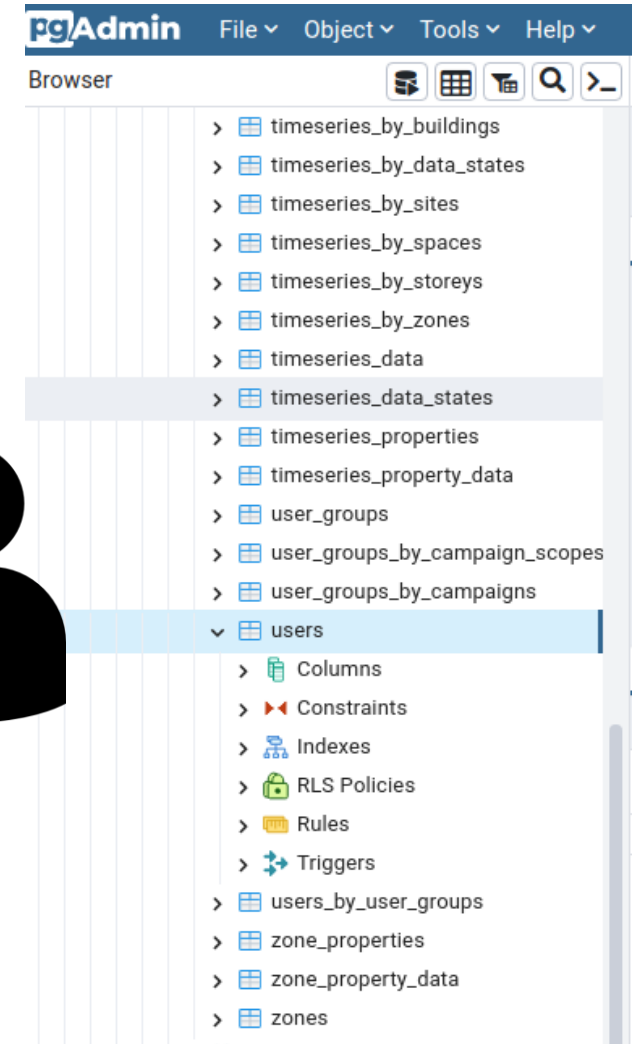 pgAdmin File Object Tools Help
Browser
timeseries_by_buildings
timeseries_by_data_states
timeseries_by_sites
timeseries_by_spaces
timeseries_by_storeys
timeseries_by_zones
timeseries_data
timeseries_data_states
timeseries_properties
timeseries_property_data
user_groups
user_groups_by_campaign_scopes
user_groups_by_campaigns
users
Columns
Constraints
Indexes
RLS Policies
Rules
Triggers
users_by_user_groups
zone_properties
zone_property_data
zones